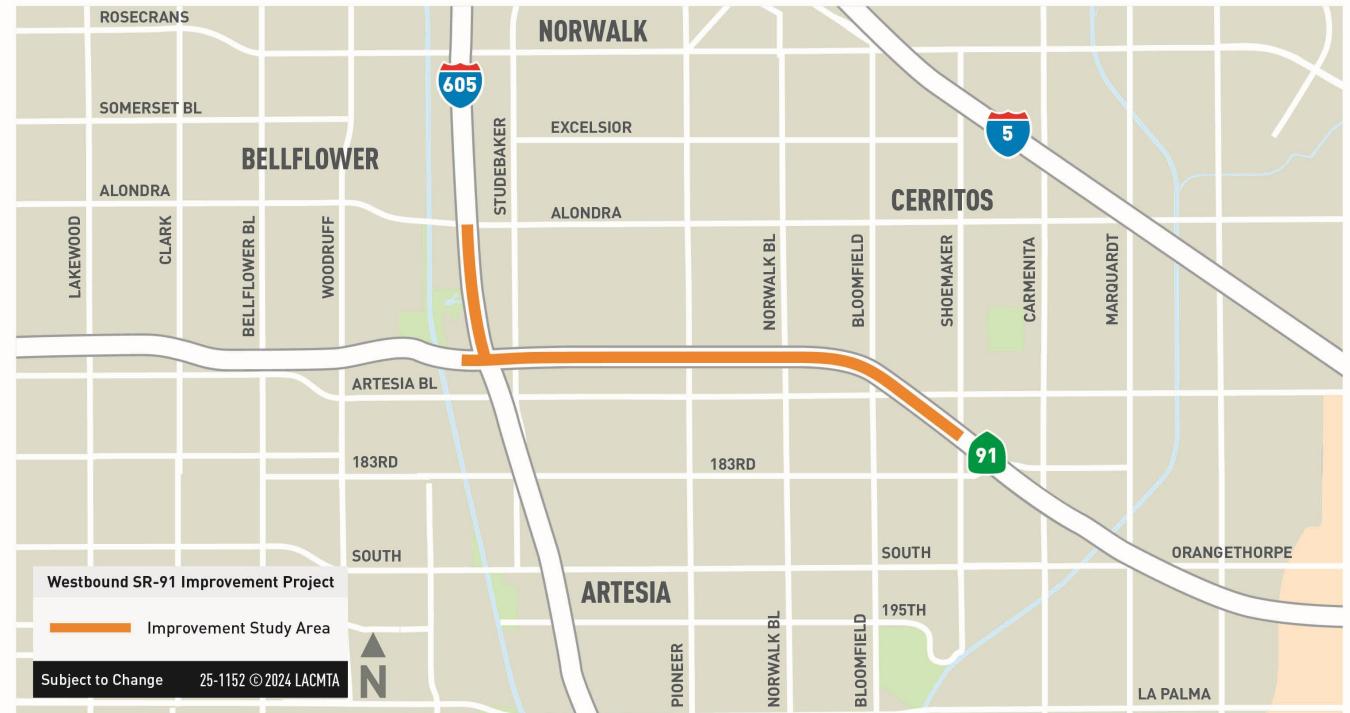 ROSECRANS
NORWALK
605
SOMERSET BL
STUDEBAKER
EXCELSIOR
5
BELLFLOWER
ALONDRA
ALONDRA
CERRITOS
LAKEWOOD
CLARK
BELLFLOWER BL
WOODRUFF
NORWALK BL
BLOOMFIELD
SHOEMAKER
CARMENITA
MARQUARDT
ARTESIA BL
91
183RD
183RD
SOUTH
SOUTH
ORANGETHORPE
ARTESIA
195TH
PIONEER
NORWALK BL
BLOOMFIELD
LA PALMA
Westbound SR-91 Improvement Project
Improvement Study Area
N
Subject to Change 25-1152 © 2024 LACMTA